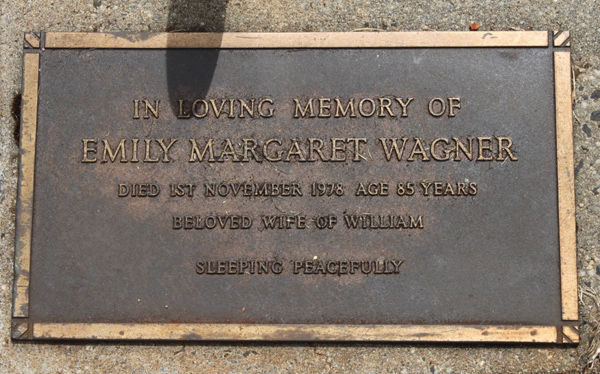 IN LOVING MEMORY OF
EMILY MARGARET WAGNER
DIED 1ST NOVEMBER 1978 AGE 85 YEARS
BELOVED WIFE OF WILLIAM
SLEEPING PEACEFULLY